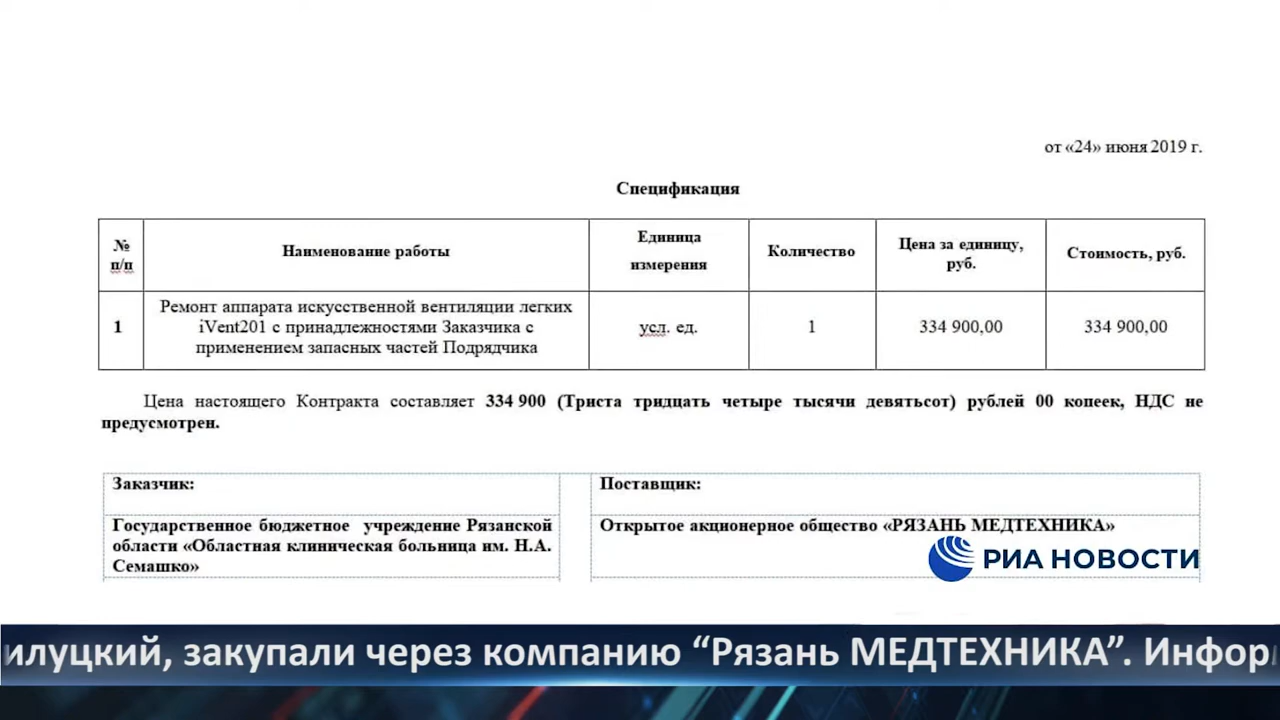 от «24» июня 2019 г.
Спецификация
№ п/п
Наименование работы
Единица измерения
Количество
Цена за единицу, руб.
Стоимость, руб.
1
Ремонт аппарата искусственной вентиляции легких
iVent201 с принадлежностями Заказчика с
применением запасных частей Подрядчика
усл. ед.
1
334 900,00
334 900,00
Цена настоящего Контракта составляет 334 900 (Триста тридцать четыре тысячи девятьсот) рублей 00 копеек, НДС не
предусмотрен.
Заказчик:
Поставщик:
Государственное бюджетное учреждение Рязанской
области «Областная клиническая больница им. Н.А.
Семашко»
Открытое акционерное общество «РЯЗАНЬ МЕДТЕХНИКА»
РИА НОВОСТИ
илуцкий, закупали через компанию “Рязань МЕДТЕХНИКА”. Инфор